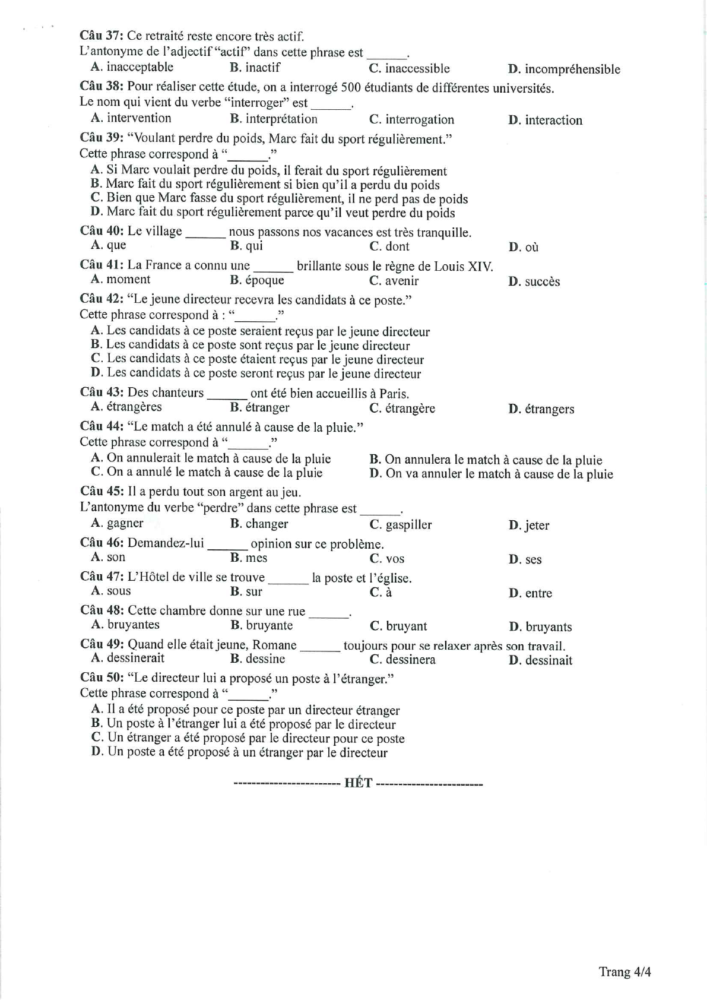 Câu 37: Ce retraité reste encore très actif.
L'antonyme de l'adjectif “actif” dans cette phrase est ______.
A. inacceptable B. inactif C. inaccessible D. incompréhensible
Câu 38: Pour réaliser cette étude, on a interrogé 500 étudiants de différentes universités.
Le nom qui vient du verbe “interroger” est ______.
A. intervention B. interprétation C. interrogation D. interaction
Câu 39: “Voulant perdre du poids, Marc fait du sport régulièrement.”
Cette phrase correspond à “______.”
A. Si Marc voulait perdre du poids, il ferait du sport régulièrement
B. Marc fait du sport régulièrement si bien qu'il a perdu du poids
C. Bien que Marc fasse du sport régulièrement, il ne perd pas de poids
D. Marc fait du sport régulièrement parce qu'il veut perdre du poids
Câu 40: Le village ______ nous passons nos vacances est très tranquille.
A. que B. qui C. dont D. où
Câu 41: La France a connu une ______ brillante sous le règne de Louis XIV.
A. moment B. époque C. avenir D. succès
Câu 42: “Le jeune directeur recevra les candidats à ce poste.”
Cette phrase correspond à : “______.”
A. Les candidats à ce poste seraient reçus par le jeune directeur
B. Les candidats à ce poste sont reçus par le jeune directeur
C. Les candidats à ce poste étaient reçus par le jeune directeur
D. Les candidats à ce poste seront reçus par le jeune directeur
Câu 43: Des chanteurs ______ ont été bien accueillis à Paris.
A. étrangères B. étranger C. étrangère D. étrangers
Câu 44: “Le match a été annulé à cause de la pluie.”
Cette phrase correspond à “______.”
A. On annulerait le match à cause de la pluie B. On annulera le match à cause de la pluie
C. On a annulé le match à cause de la pluie D. On va annuler le match à cause de la pluie
Câu 45: Il a perdu tout son argent au jeu.
L'antonyme du verbe “perdre” dans cette phrase est ______.
A. gagner B. changer C. gaspiller D. jeter
Câu 46: Demandez-lui ______ opinion sur ce problème.
A. son B. mes C. vos D. ses
Câu 47: L'Hôtel de ville se trouve ______ la poste et l'église.
A. sous B. sur C. à D. entre
Câu 48: Cette chambre donne sur une rue ______.
A. bruyantes B. bruyante C. bruyant D. bruyants
Câu 49: Quand elle était jeune, Romane ______ toujours pour se relaxer après son travail.
A. dessinerait B. dessine C. dessinera D. dessinait
Câu 50: “Le directeur lui a proposé un poste à l'étranger.”
Cette phrase correspond à “______.”
A. Il a été proposé pour ce poste par un directeur étranger
B. Un poste à l'étranger lui a été proposé par le directeur
C. Un étranger a été proposé par le directeur pour ce poste
D. Un poste a été proposé à un étranger par le directeur
------------------------ HẾT ------------------------
Trang 4/4